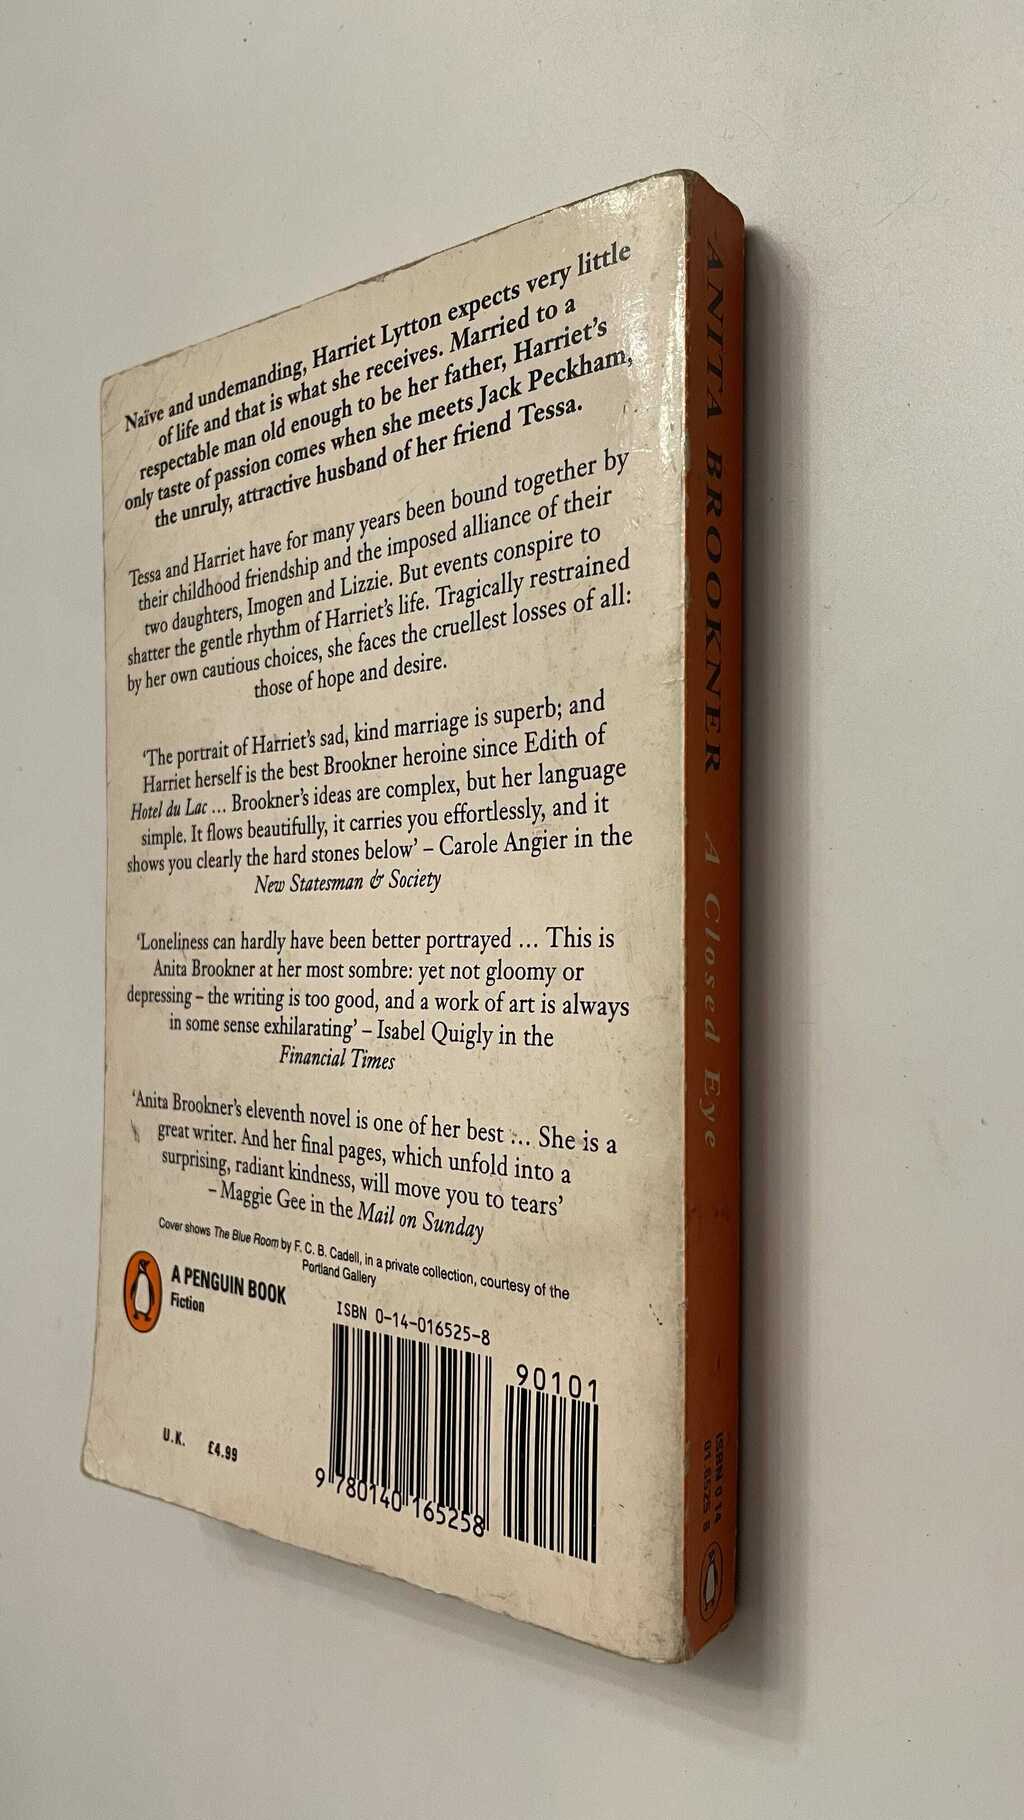 Naïve and undemanding, Harriet Lytton expects very little
of life and that is what she receives. Married to a
respectable man old enough to be her father, Harriet's
only taste of passion comes when she meets Jack Peckham,
the unruly, attractive husband of her friend Tessa.
Tessa and Harriet have for many years been bound together by
their childhood friendship and the imposed alliance of their
two daughters, Imogen and Lizzie. But events conspire to
shatter the gentle rhythm of Harriet's life. Tragically restrained
by her own cautious choices, she faces the cruellest losses of all:
those of hope and desire.
'The portrait of Harriet's sad, kind marriage is superb; and
Harriet herself is the best Brookner heroine since Edith of
Hotel du Lac ... Brookner's ideas are complex, but her language
simple. It flows beautifully, it carries you effortlessly, and it
shows you clearly the hard stones below' – Carole Angier in the
New Statesman & Society
'Loneliness can hardly have been better portrayed ... This is
Anita Brookner at her most sombre: yet not gloomy or
depressing – the writing is too good, and a work of art is always
in some sense exhilarating' – Isabel Quigly in the
Financial Times
'Anita Brookner's eleventh novel is one of her best ... She is a
great writer. And her final pages, which unfold into a
surprising, radiant kindness, will move you to tears'
– Maggie Gee in the Mail on Sunday
Cover shows The Blue Room by F. C. B. Cadell, in a private collection, courtesy of the
Portland Gallery
A PENGUIN BOOK
Fiction
ISBN 0-14-016525-8
90101
U.K. £4.99
9 780140 165258
ANITA BROOKNER A Closed Eye
ISBN 0 14
01 6525 8